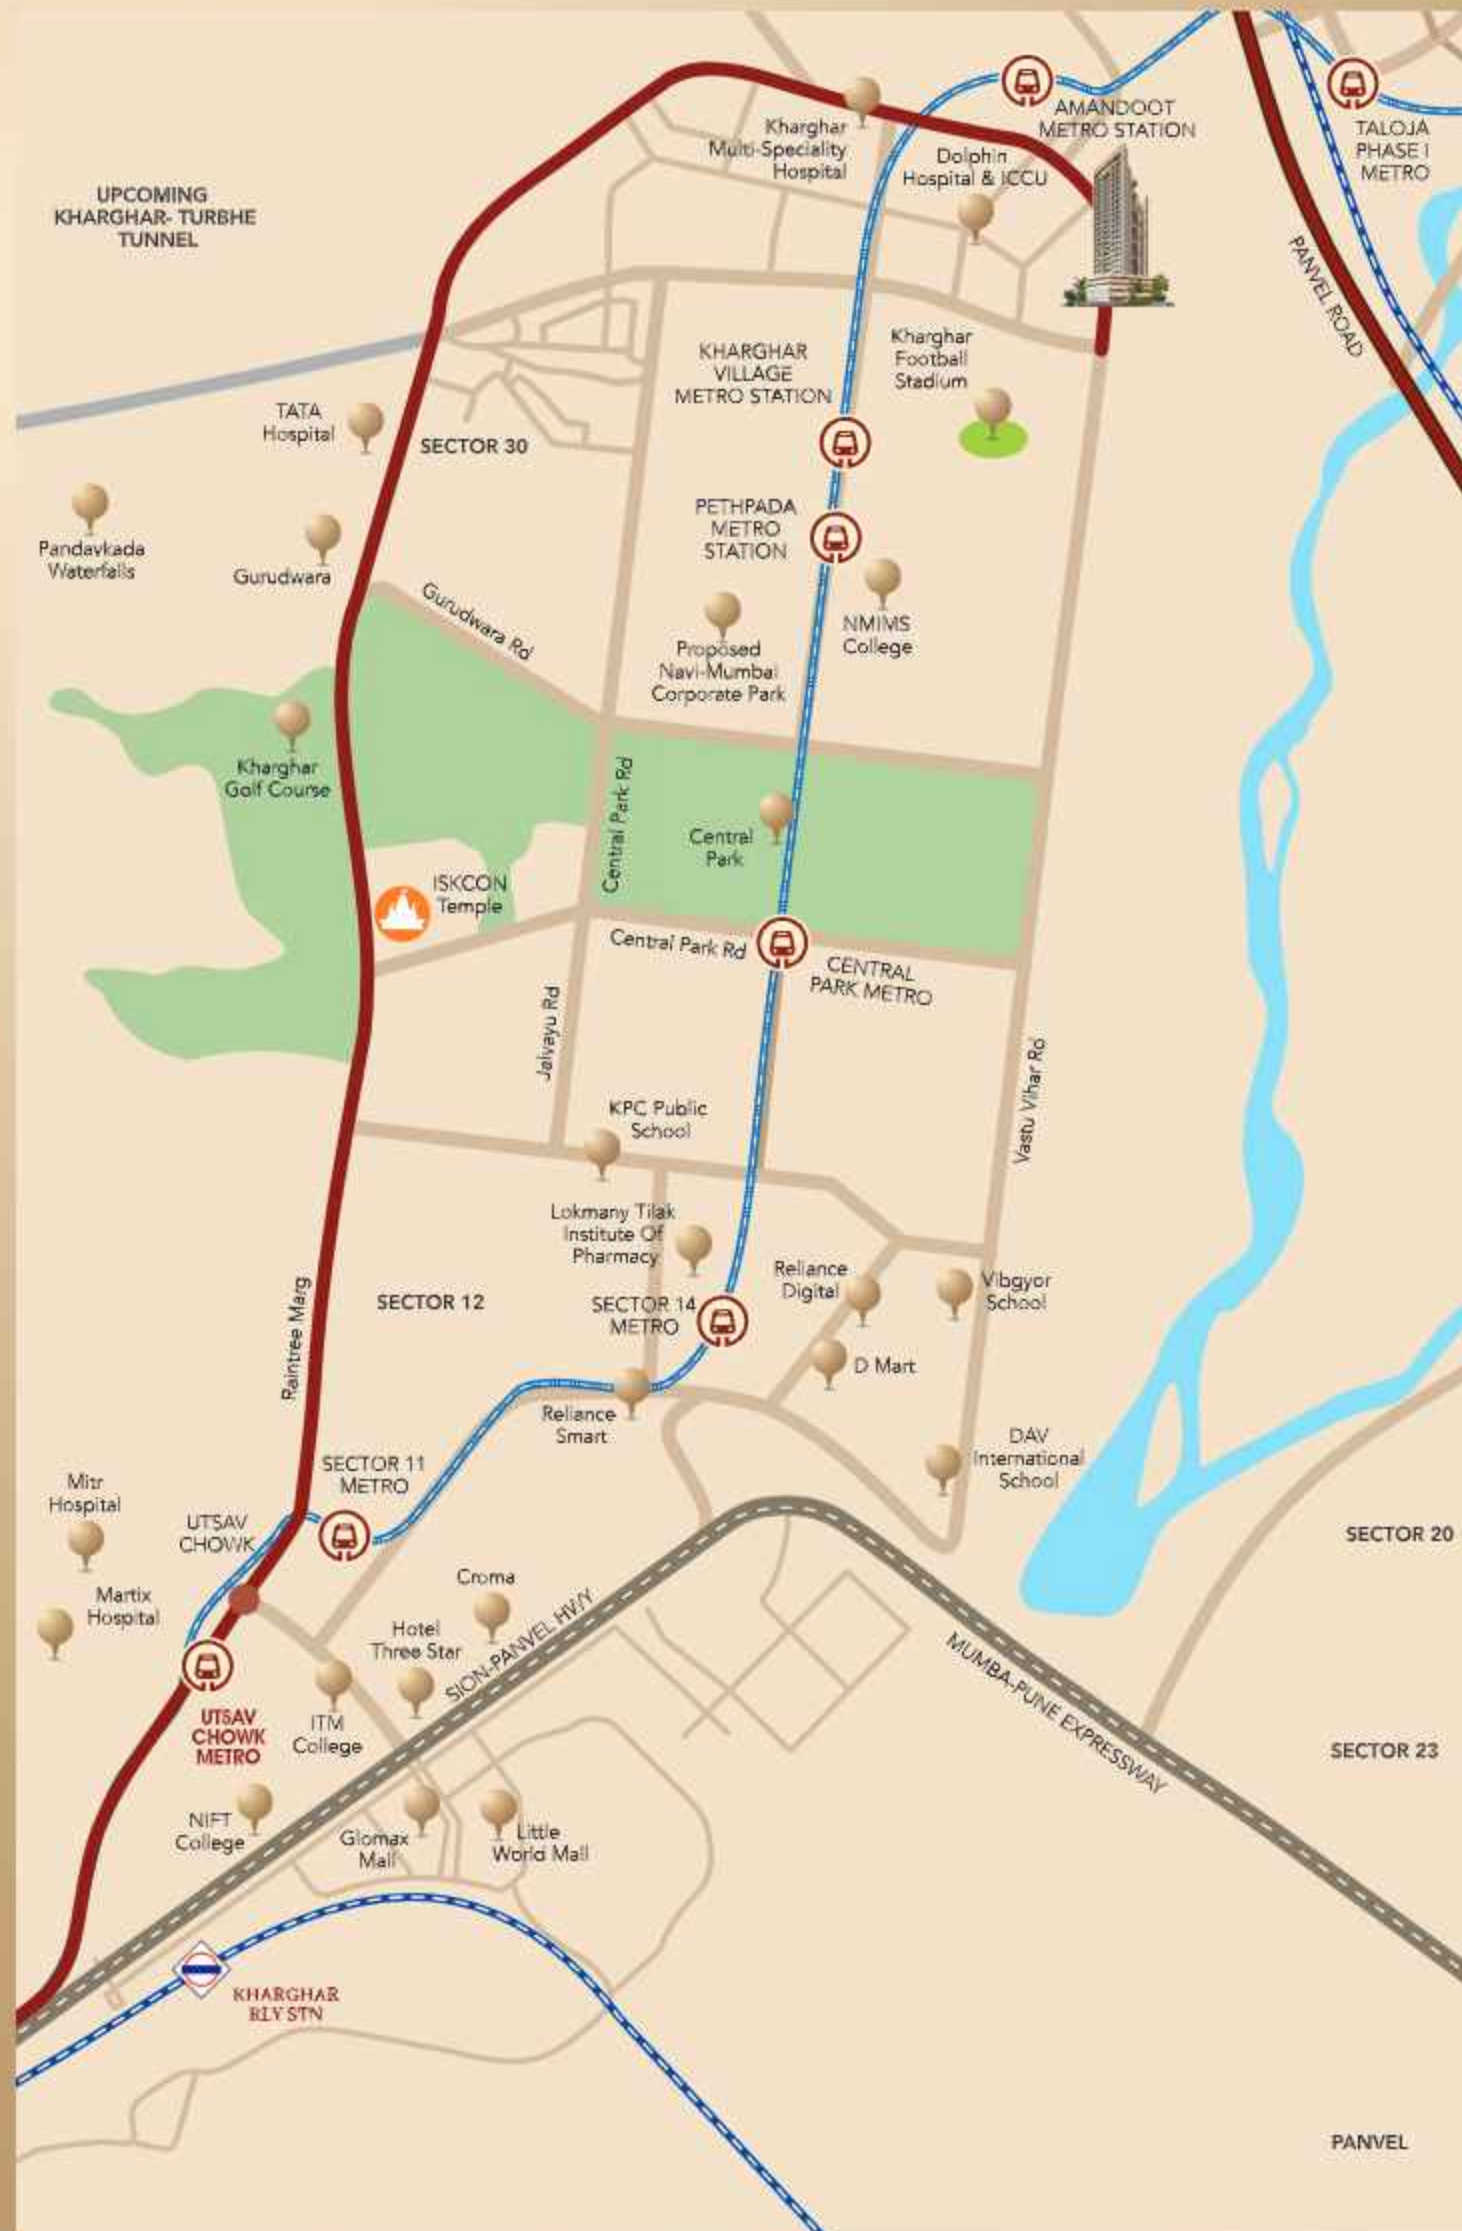 AMANDOOT
METRO STATION
TALOJA
PHASE I
METRO
Kharghar
Multi-Speciality
Hospital
Dolphin
Hospital & ICCU
UPCOMING
KHARGHAR- TURBHE
TUNNEL
PANVEL ROAD
KHARGHAR
VILLAGE
METRO STATION
Kharghar
Football
Stadium
TATA
Hospital
SECTOR 30
PETHPADA
METRO
STATION
Pandavkada
Waterfalls
Gurudwara
Gurudwara Rd
NMIMS
College
Proposed
Navi-Mumbai
Corporate Park
Kharghar
Golf Course
Central Park Rd
Central
Park
ISKCON
Temple
Central Park Rd
CENTRAL
PARK METRO
Jalvayu Rd
Vastu Vihar Rd
KPC Public
School
Lokmany Tilak
Institute Of
Pharmacy
Reliance
Digital
Vibgyor
School
Raintree Marg
SECTOR 12
SECTOR 14
METRO
D Mart
Reliance
Smart
DAV
International
School
SECTOR 11
METRO
Mitr
Hospital
UTSAV
CHOWK
SECTOR 20
Croma
Martix
Hospital
Hotel
Three Star
SION-PANVEL HWY
MUMBA-PUNE EXPRESSWAY
UTSAV
CHOWK
METRO
ITM
College
SECTOR 23
NIFT
College
Glomax
Mall
Little
World Mall
KHARGHAR
RLY STN
PANVEL